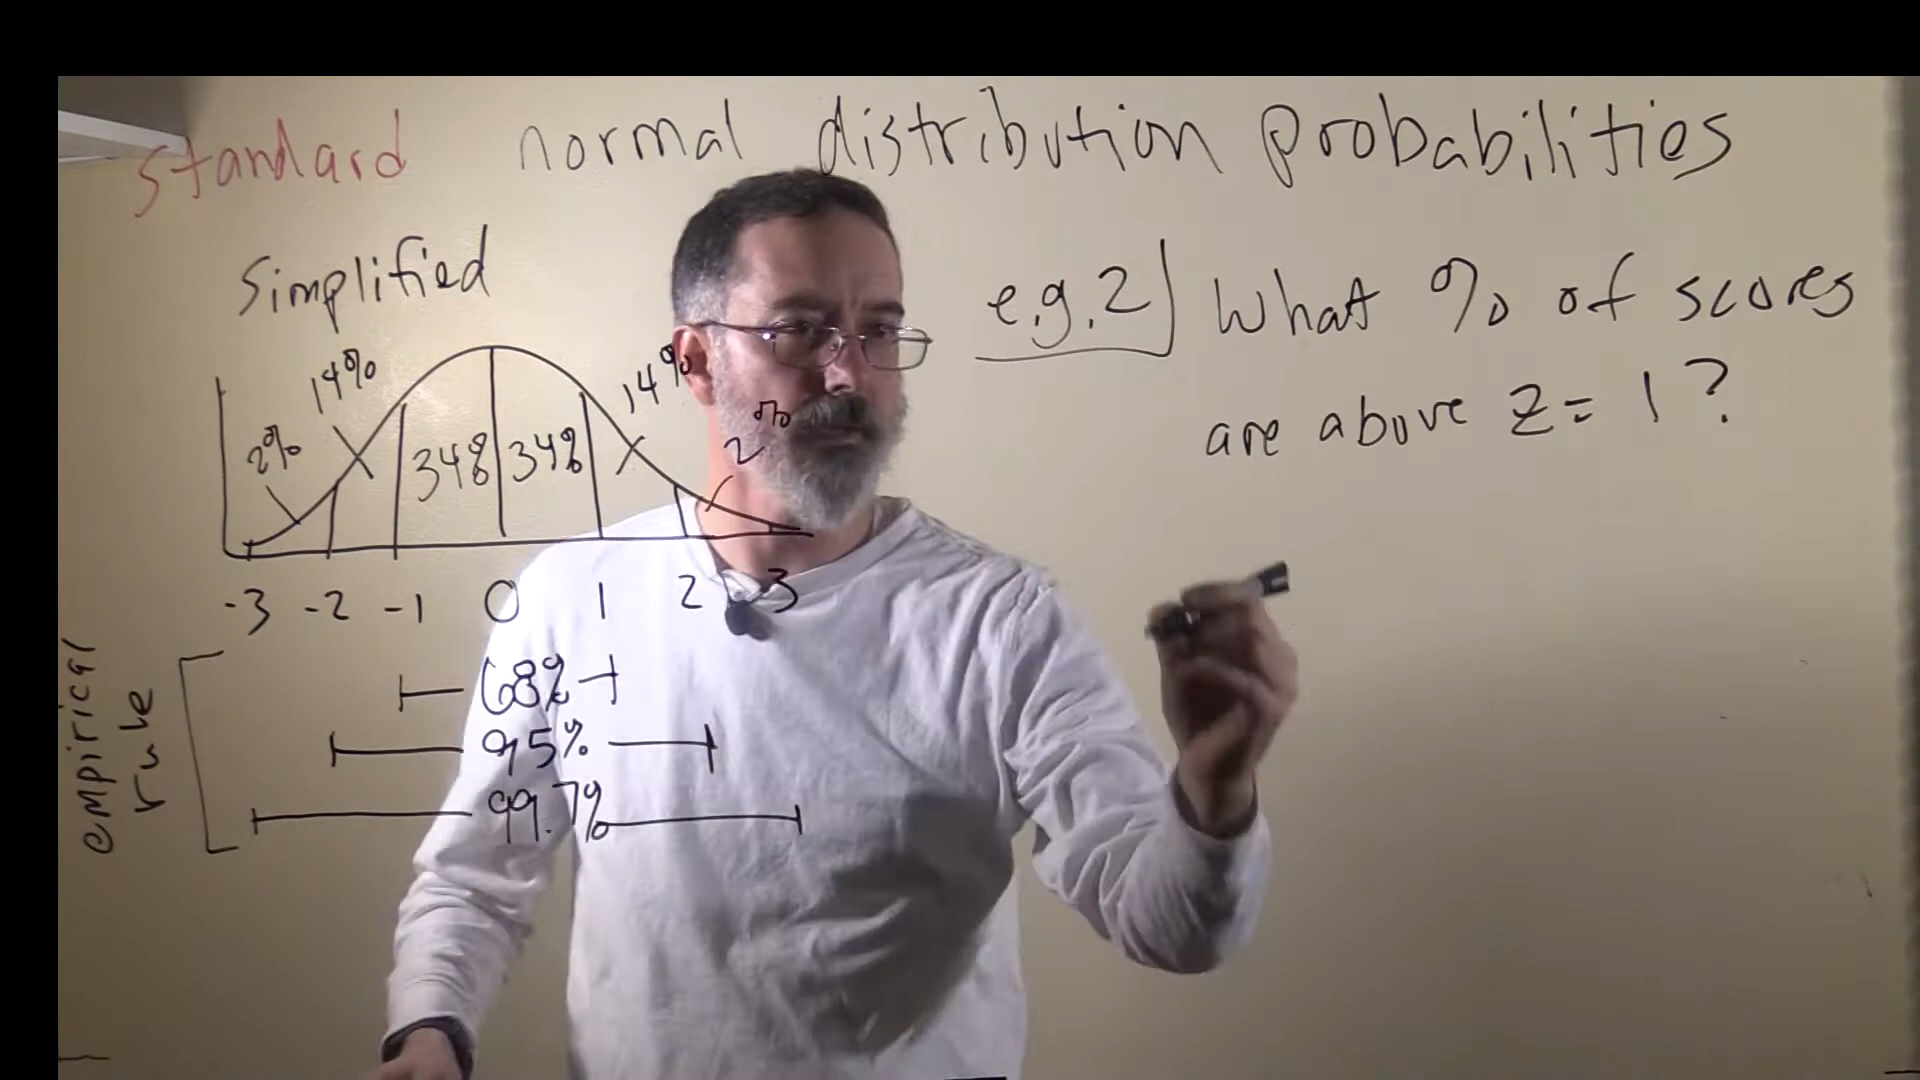 standard normal distribution probabilities
Simplified
2%
14%
34%
34%
14%
2%
-3 -2 -1 0 1 2 3
empirical
rule
68%
95%
99.7%
e.g.2 What % of scores
are above z = 1 ?